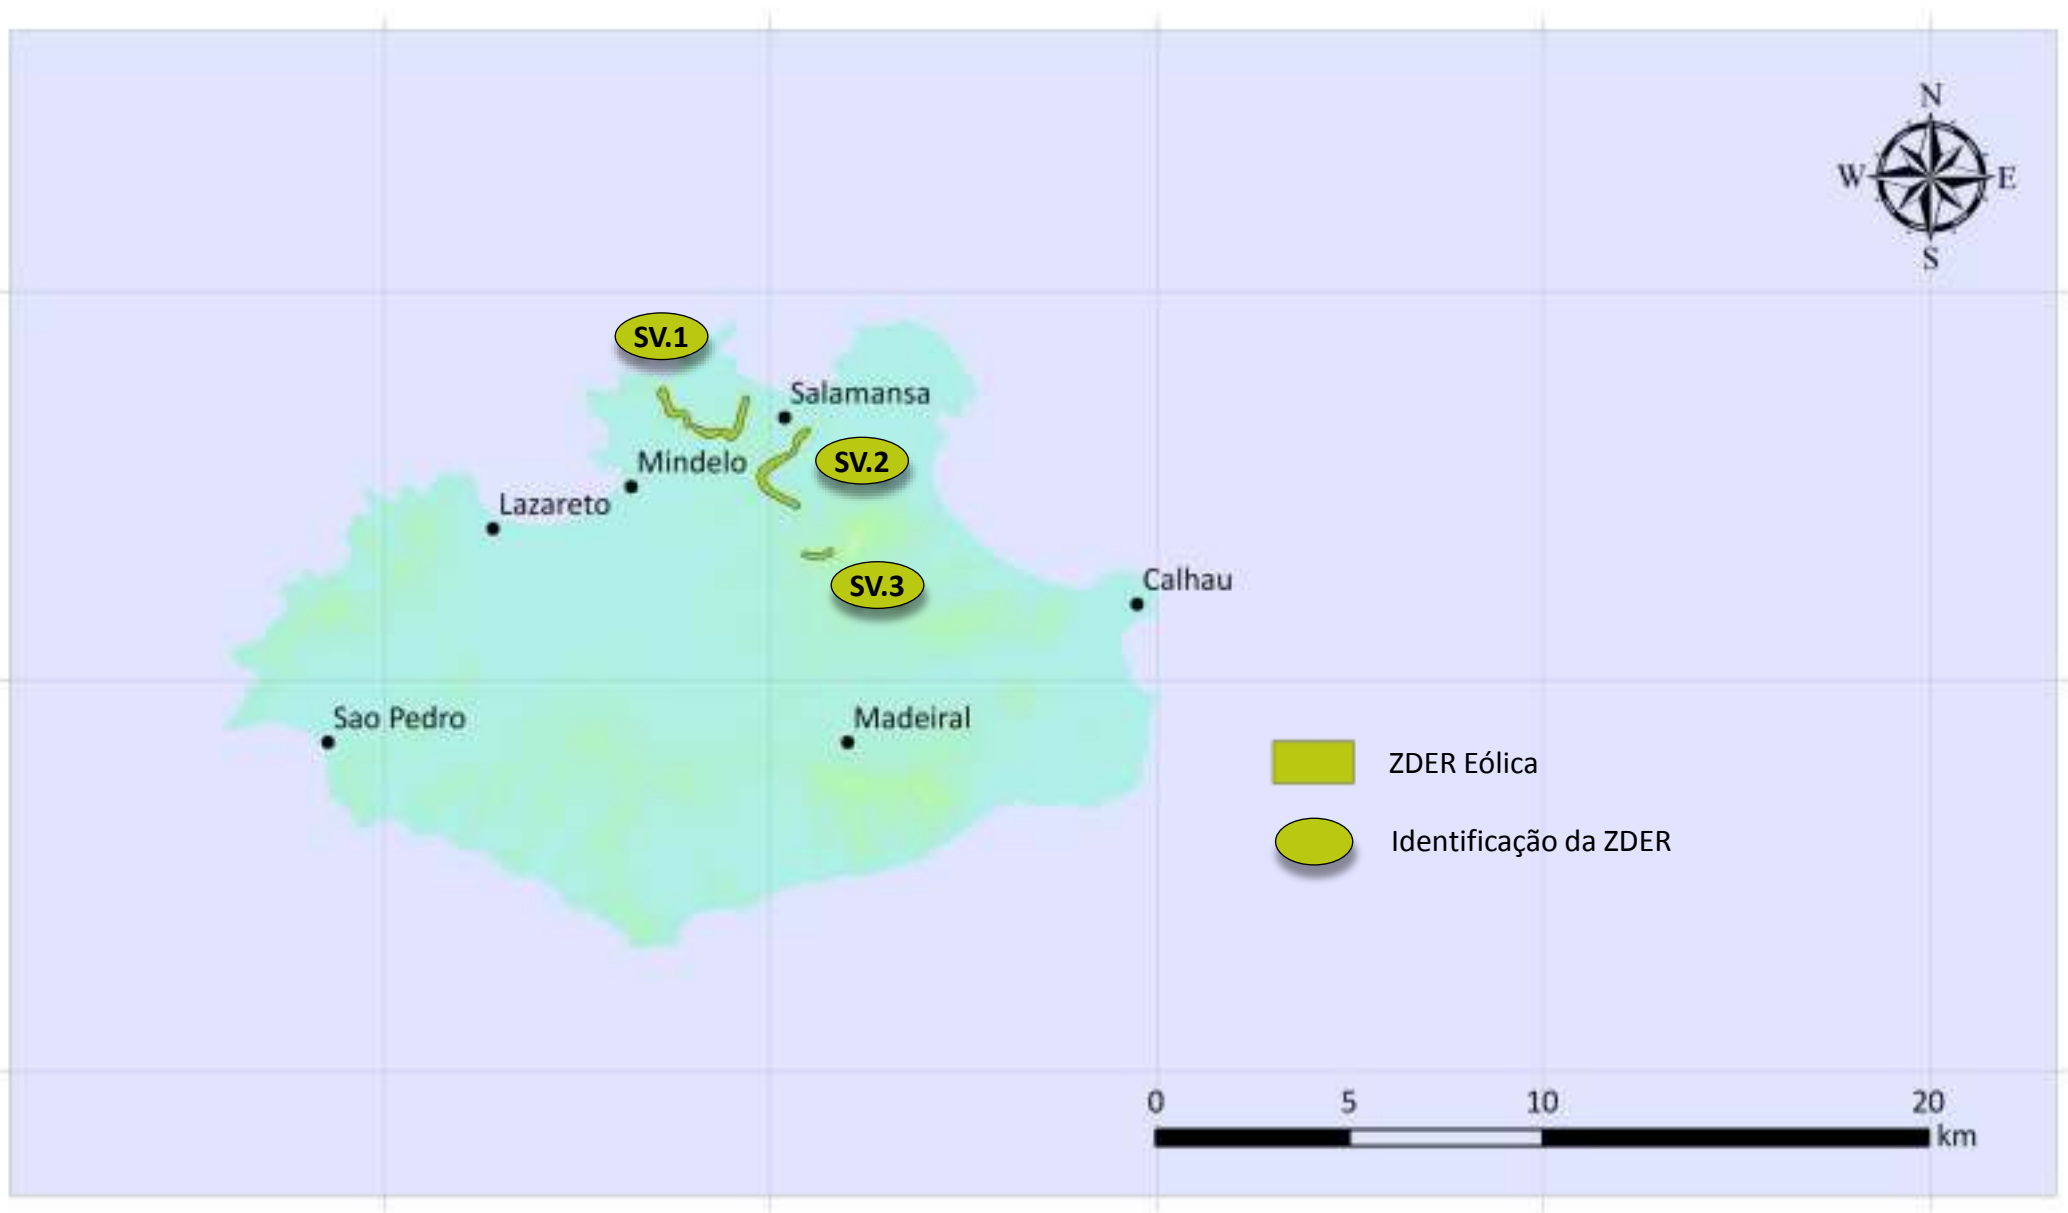 N
W E
S
SV.1
Salamansa
SV.2
Mindelo
Lazareto
SV.3
Calhau
Sao Pedro
Madeiral
ZDER Eólica
Identificação da ZDER
0 5 10 20
km